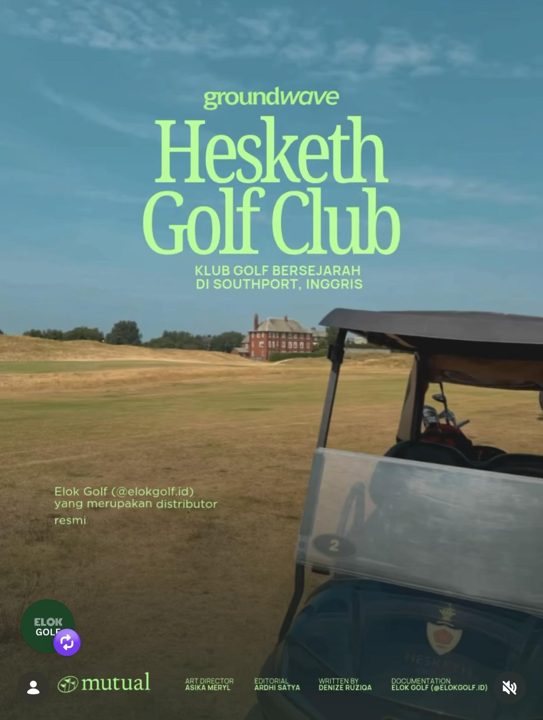 groundwave
Hesketh
Golf Club
KLUB GOLF BERSEJARAH
DI SOUTHPORT, INGGRIS
Elok Golf (@elokgolf.id)
yang merupakan distributor
resmi
2
HESKETH
ELOK
GOLF
mutual
ART DIRECTOR
ASIKA MERYL
EDITORIAL
ARDHI SATYA
WRITTEN BY
DENIZE RUZIQA
DOCUMENTATION
ELOK GOLF (@ELOKGOLF.ID)